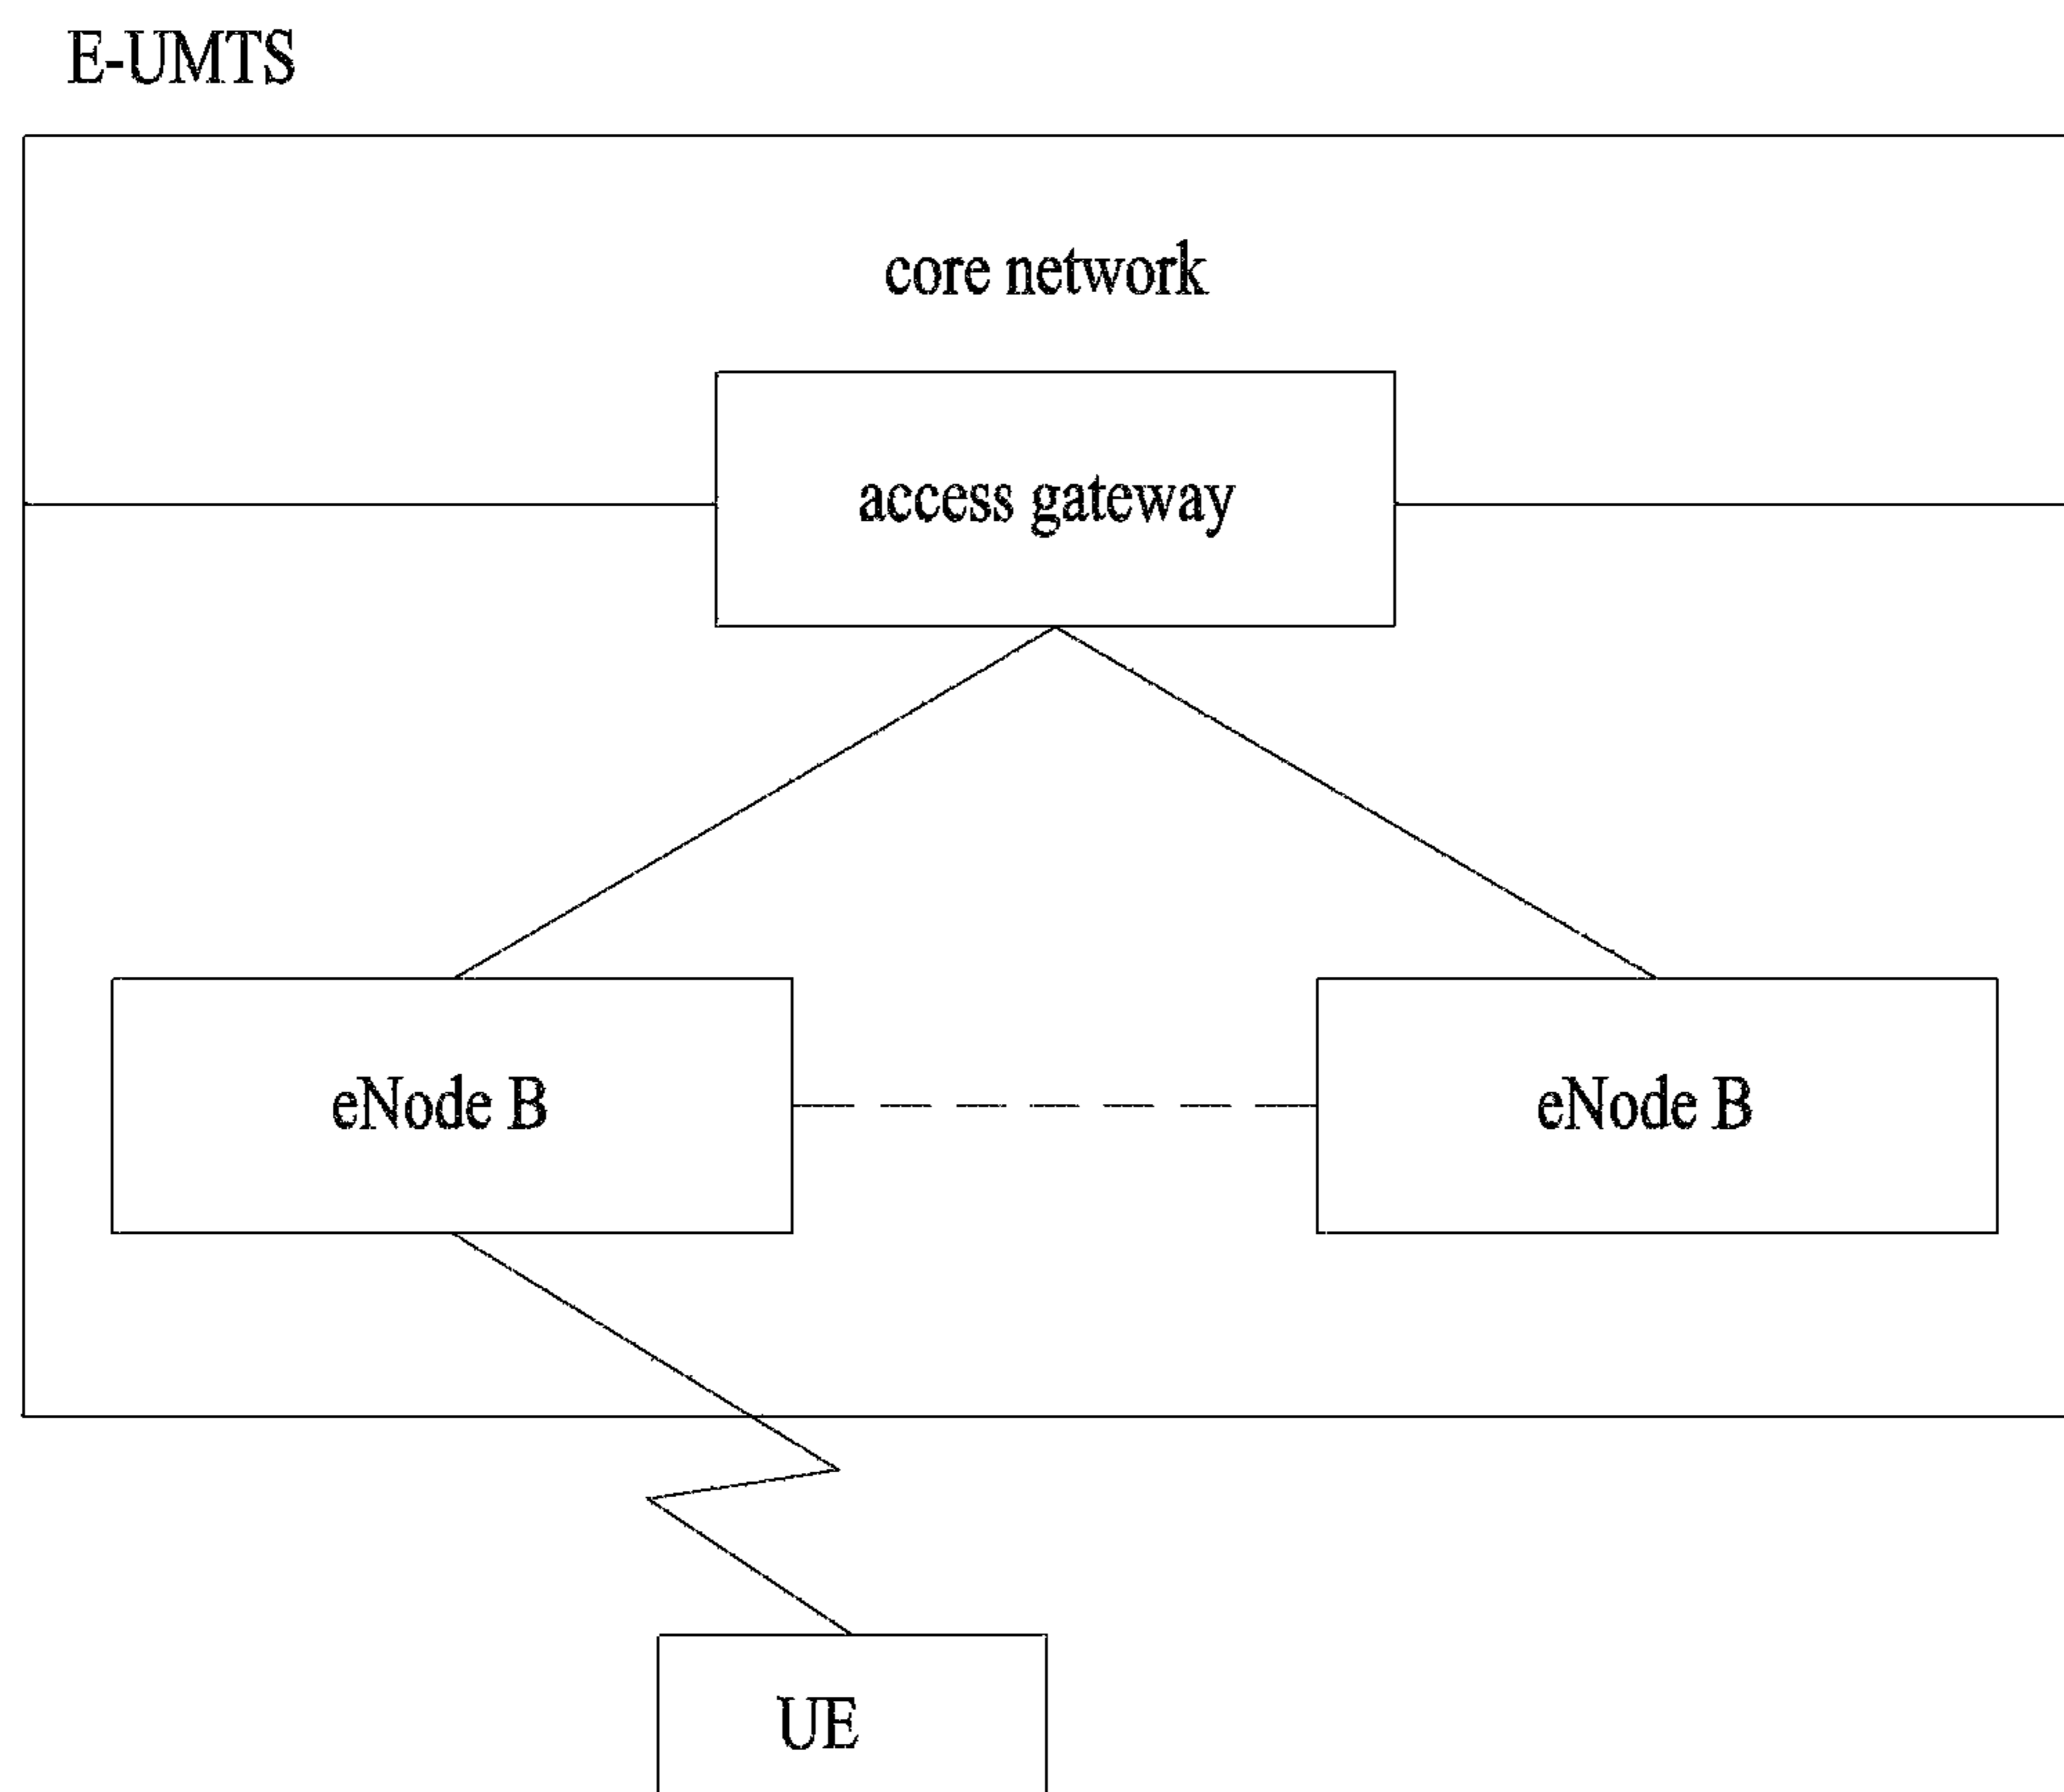 E-UMTS
core network
access gateway
eNode B
eNode B
UE